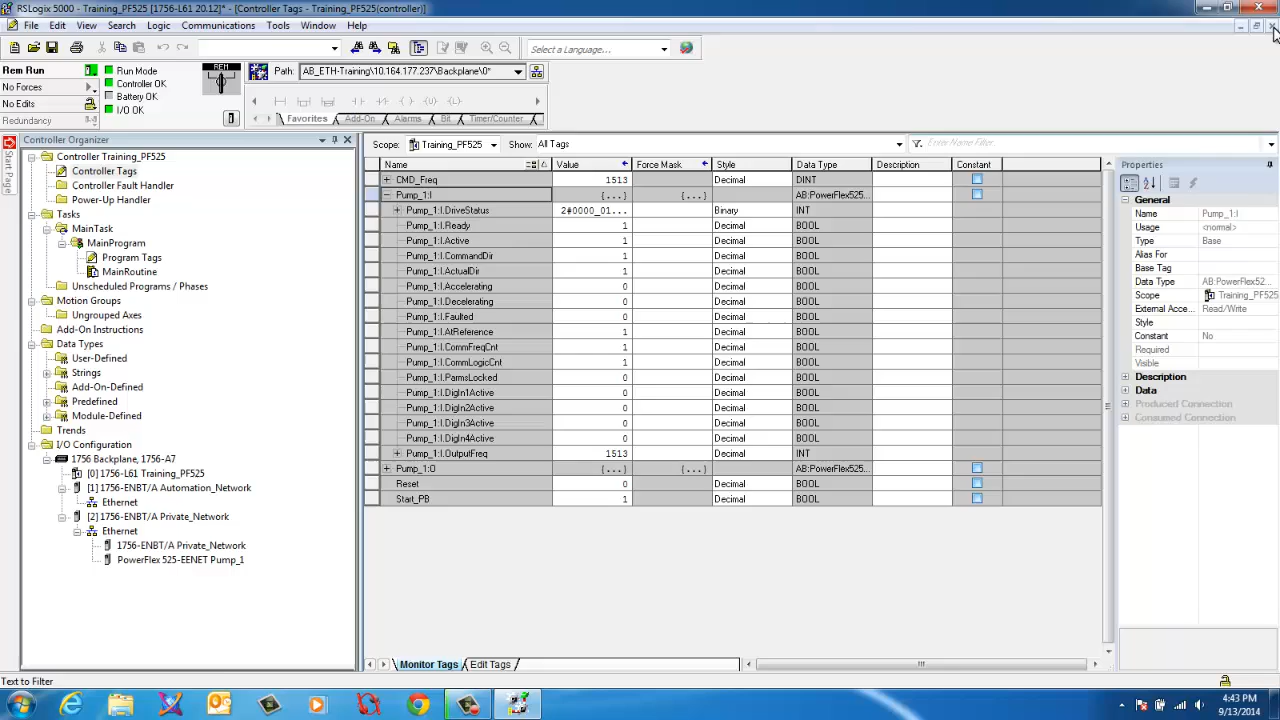 RSLogix 5000 - Training_PF525 [1756-L61 20.12]* - [Controller Tags - Training_PF525(controller)]
File Edit View Search Logic Communications Tools Window Help
Select a Language...
Rem Run
No Forces
No Edits
Redundancy
Run Mode
Controller OK
Battery OK
I/O OK
REM
Path: AB_ETH-Training\10.164.177.237\Backplane\0*
Favorites Add-On Alarms Bit Timer/Counter
Start Page
Controller Organizer
Controller Training_PF525
Controller Tags
Controller Fault Handler
Power-Up Handler
Tasks
MainTask
MainProgram
Program Tags
MainRoutine
Unscheduled Programs / Phases
Motion Groups
Ungrouped Axes
Add-On Instructions
Data Types
User-Defined
Strings
Add-On-Defined
Predefined
Module-Defined
Trends
I/O Configuration
1756 Backplane, 1756-A7
[0] 1756-L61 Training_PF525
[1] 1756-ENBT/A Automation_Network
Ethernet
[2] 1756-ENBT/A Private_Network
Ethernet
1756-ENBT/A Private_Network
PowerFlex 525-EENET Pump_1
Scope: Training_PF525 Show: All Tags Enter Name Filter...
Name Value Force Mask Style Data Type Description Constant
CMD_Freq 1513 Decimal DINT
Pump_1:I {...} {...} AB:PowerFlex525...
Pump_1:I.DriveStatus 2#0000_01... Binary INT
Pump_1:I.Ready 1 Decimal BOOL
Pump_1:I.Active 1 Decimal BOOL
Pump_1:I.CommandDir 1 Decimal BOOL
Pump_1:I.ActualDir 1 Decimal BOOL
Pump_1:I.Accelerating 0 Decimal BOOL
Pump_1:I.Decelerating 0 Decimal BOOL
Pump_1:I.Faulted 0 Decimal BOOL
Pump_1:I.AtReference 1 Decimal BOOL
Pump_1:I.CommFreqCnt 1 Decimal BOOL
Pump_1:I.CommLogicCnt 1 Decimal BOOL
Pump_1:I.ParmsLocked 0 Decimal BOOL
Pump_1:I.DigIn1Active 0 Decimal BOOL
Pump_1:I.DigIn2Active 0 Decimal BOOL
Pump_1:I.DigIn3Active 0 Decimal BOOL
Pump_1:I.DigIn4Active 0 Decimal BOOL
Pump_1:I.OutputFreq 1513 Decimal INT
Pump_1:O {...} {...} AB:PowerFlex525...
Reset 0 Decimal BOOL
Start_PB 1 Decimal BOOL
Monitor Tags Edit Tags
Properties
General
Name Pump_1:I
Usage <normal>
Type Base
Alias For
Base Tag
Data Type AB:PowerFlex52...
Scope Training_PF525
External Acce... Read/Write
Style
Constant No
Required
Visible
Description
Data
Produced Connection
Consumed Connection
Text to Filter
4:43 PM
9/13/2014